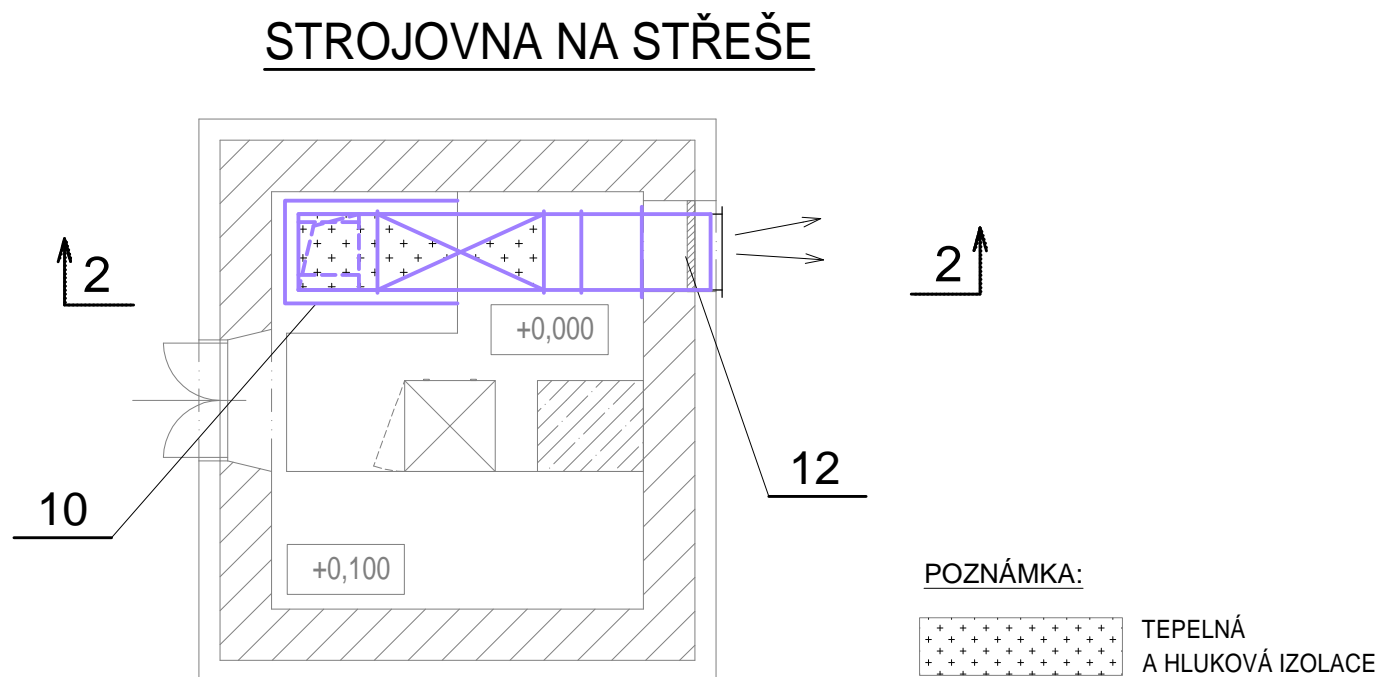 STROJOVNA NA STŘEŠE
2
2
+0,000
12
10
+0,100
POZNÁMKA:
TEPELNÁ
A HLUKOVÁ IZOLACE